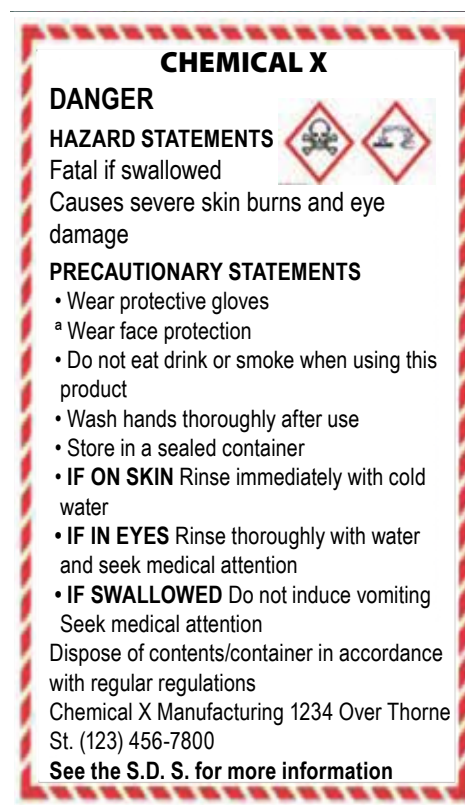 CHEMICAL X
DANGER
HAZARD STATEMENTS
Fatal if swallowed
Causes severe skin burns and eye
damage
PRECAUTIONARY STATEMENTS
• Wear protective gloves
ª Wear face protection
• Do not eat drink or smoke when using this
product
• Wash hands thoroughly after use
• Store in a sealed container
• IF ON SKIN Rinse immediately with cold
water
• IF IN EYES Rinse thoroughly with water
and seek medical attention
• IF SWALLOWED Do not induce vomiting
Seek medical attention
Dispose of contents/container in accordance
with regular regulations
Chemical X Manufacturing 1234 Over Thorne
St. (123) 456-7800
See the S.D. S. for more information